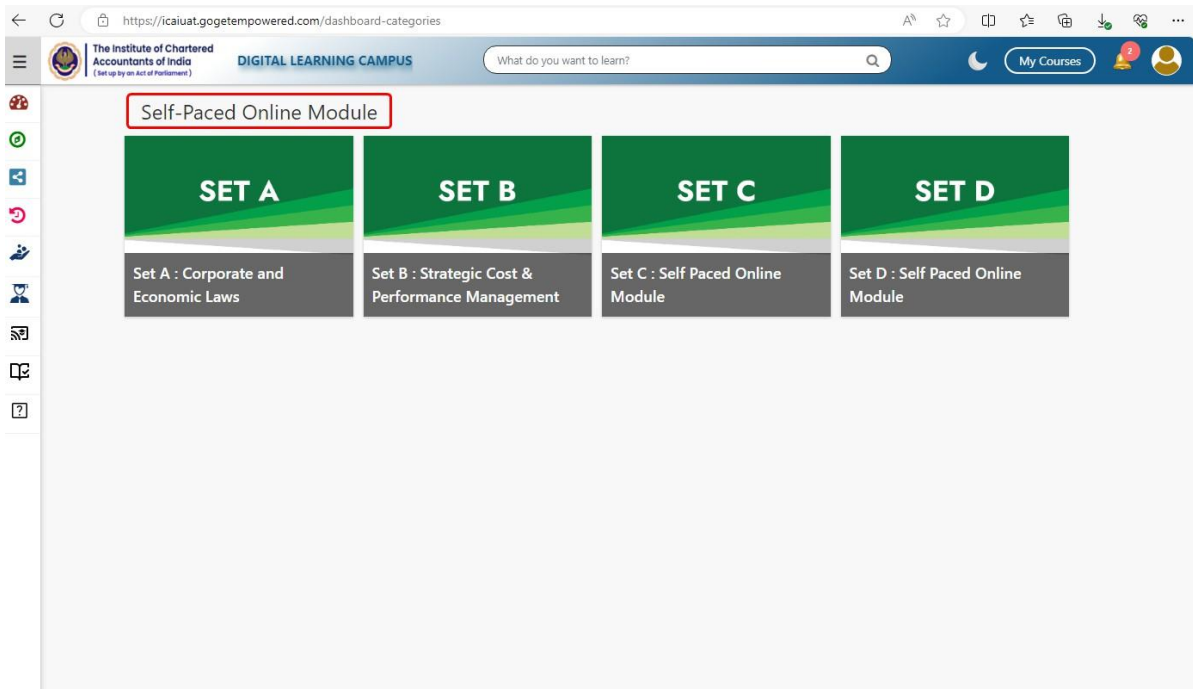 https://icaiuat.gogetempowered.com/dashboard-categories
The Institute of Chartered
Accountants of India
(Set up by an Act of Parliament)
DIGITAL LEARNING CAMPUS
What do you want to learn?
My Courses
2
Self-Paced Online Module
SET A
SET B
SET C
SET D
Set A : Corporate and
Economic Laws
Set B : Strategic Cost &
Performance Management
Set C : Self Paced Online
Module
Set D : Self Paced Online
Module